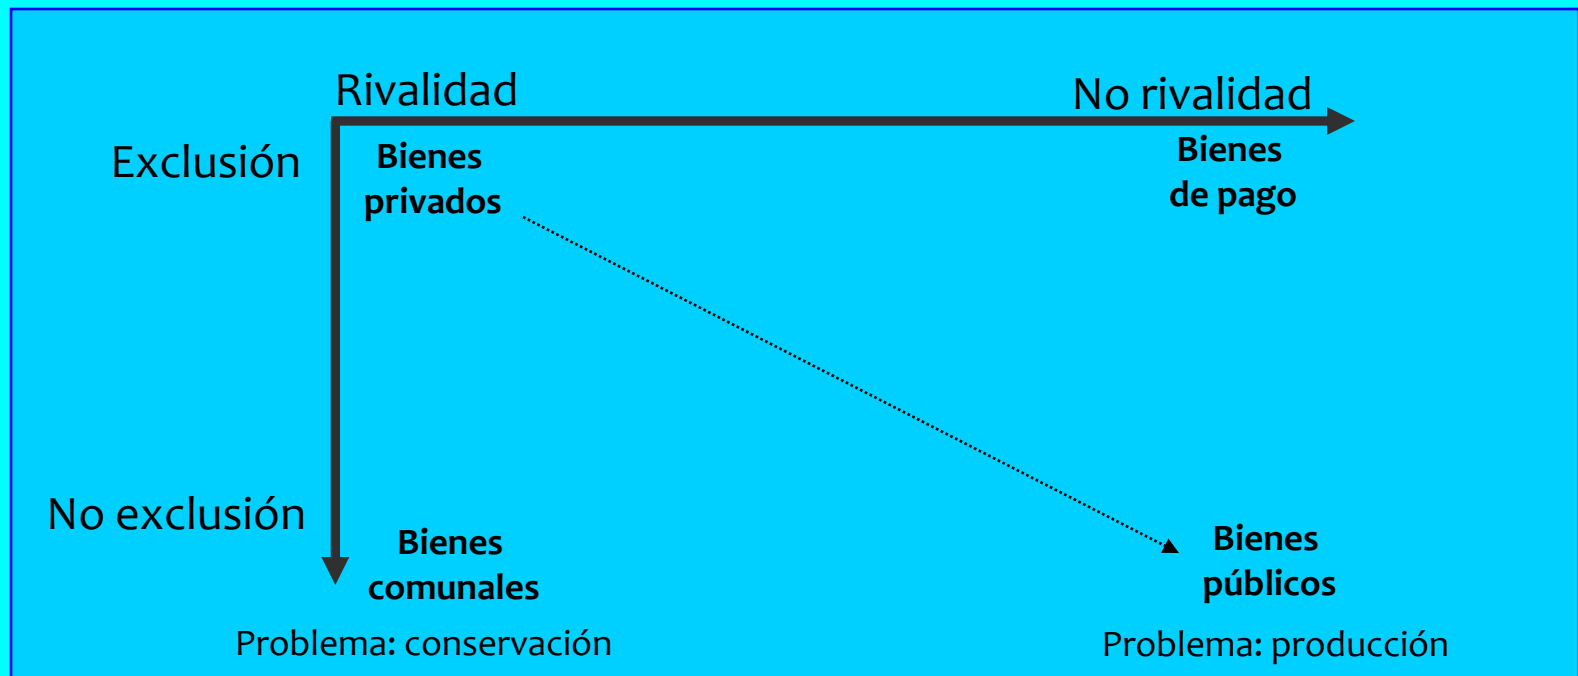 Rivalidad
No rivalidad
Exclusión
Bienes
privados
Bienes
de pago
No exclusión
Bienes
comunales
Bienes
públicos
Problema: conservación
Problema: producción